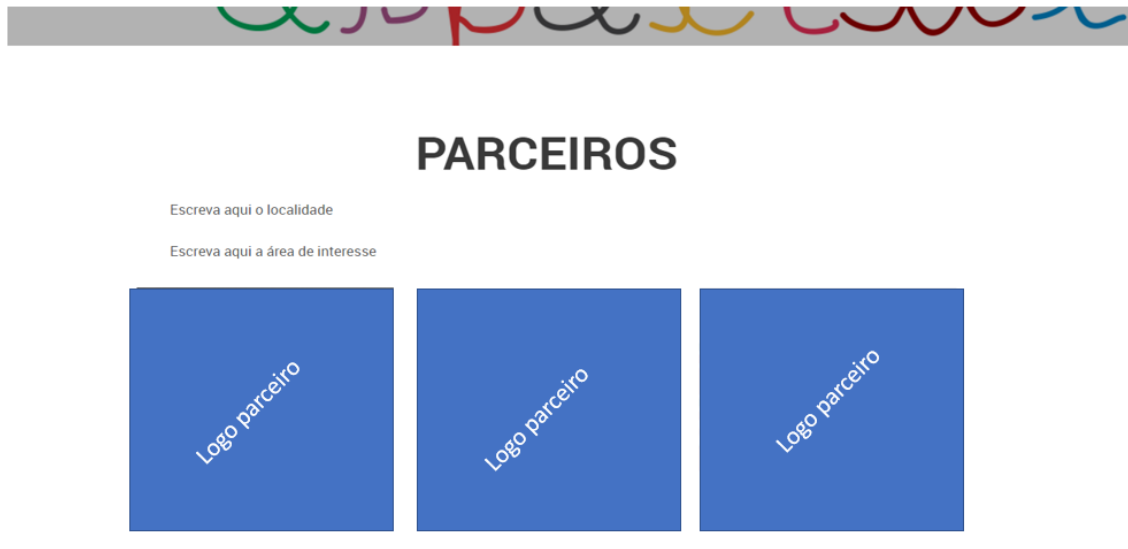 PARCEIROS
Escreva aqui o localidade
Escreva aqui a área de interesse
Logo parceiro
Logo parceiro
Logo parceiro